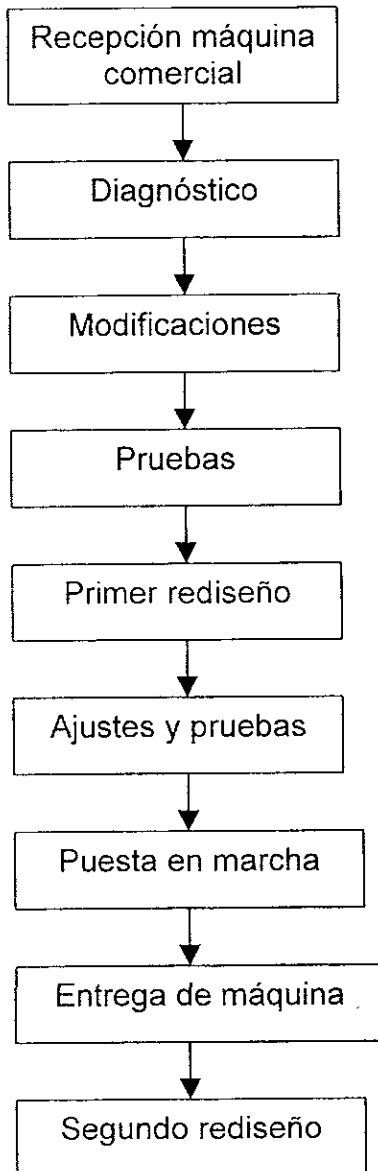 Recepción máquina
comercial
Diagnóstico
Modificaciones
Pruebas
Primer rediseño
Ajustes y pruebas
Puesta en marcha
Entrega de máquina
Segundo rediseño